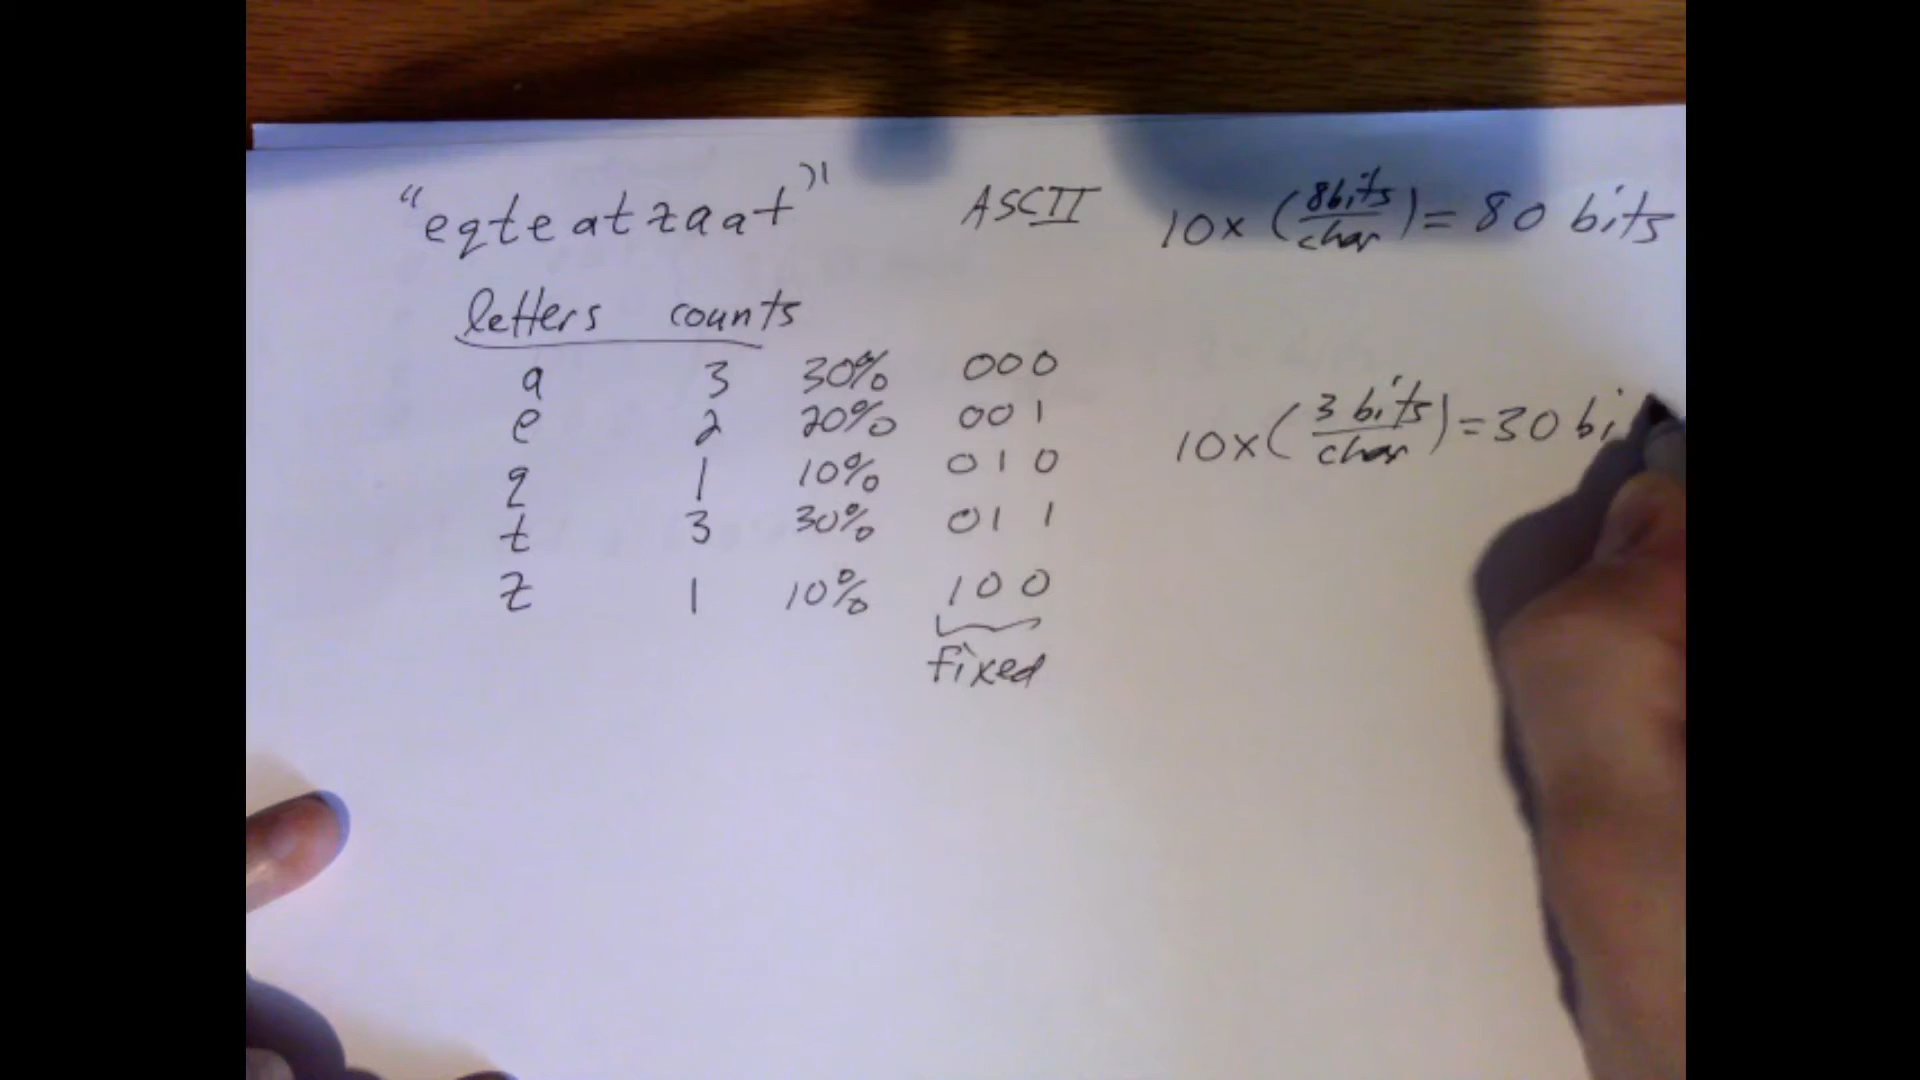 "eqteatzaat" ASCII 10x (8bits/char) = 80 bits
letters counts
a 3 30% 000
e 2 20% 001
10x (3 bits/char) = 30 bi
q 1 10% 010
t 3 30% 011
z 1 10% 100
fixed